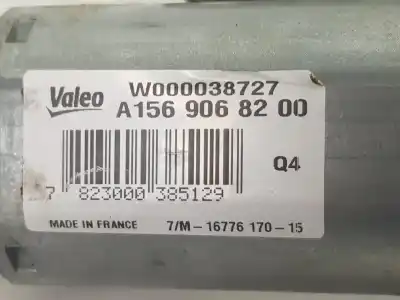 Valeo
W000038727
A156 906 82 00
Q4
7 823000 385129
MADE IN FRANCE 7/M-16776 170-15